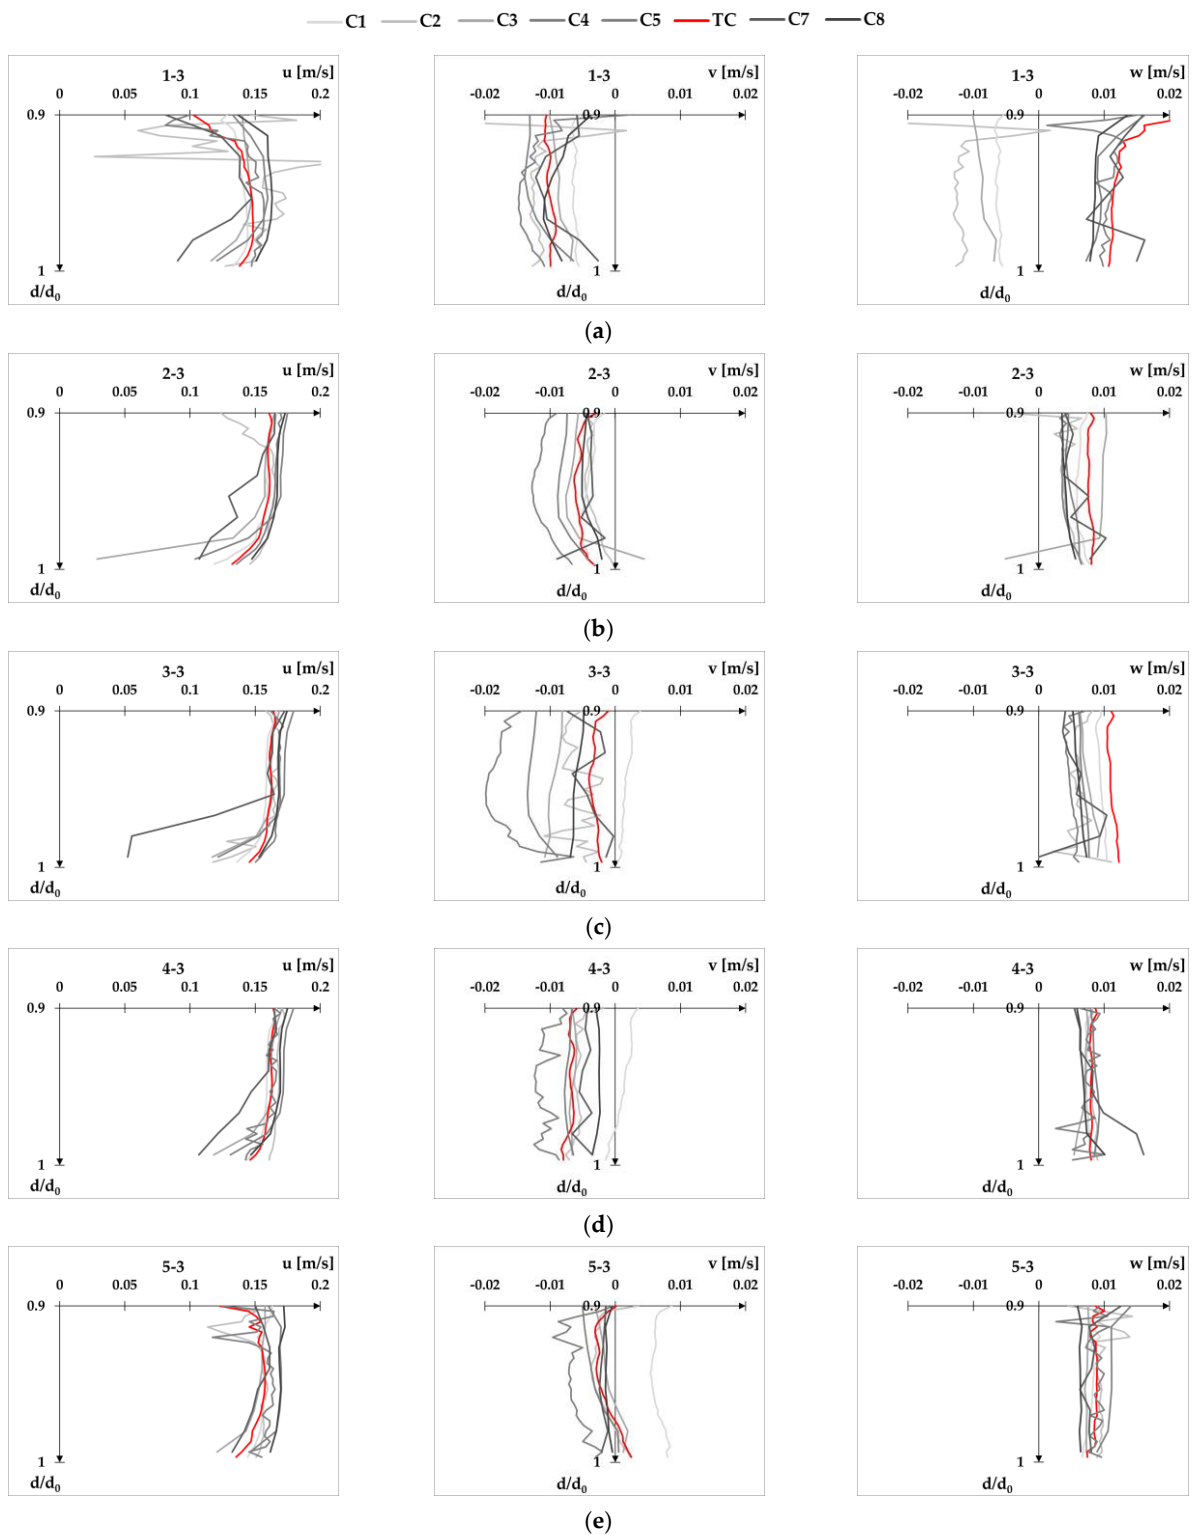 C1 C2 C3 C4 C5 TC C7 C8
1-3 u [m/s] 1-3 v [m/s] 1-3 w [m/s]
0 0.05 0.1 0.15 0.2 -0.02 -0.01 0 0.01 0.02 -0.02 -0.01 0 0.01 0.02
0.9 0.9 0.9
1 1 1
d/d0 d/d0 d/d0
(a)
2-3 u [m/s] 2-3 v [m/s] 2-3 w [m/s]
0 0.05 0.1 0.15 0.2 -0.02 -0.01 0 0.01 0.02 -0.02 -0.01 0 0.01 0.02
0.9 0.9 0.9
1 1 1
d/d0 d/d0 d/d0
(b)
3-3 u [m/s] 3-3 v [m/s] 3-3 w [m/s]
0 0.05 0.1 0.15 0.2 -0.02 -0.01 0 0.01 0.02 -0.02 -0.01 0 0.01 0.02
0.9 0.9 0.9
1 1 1
d/d0 d/d0 d/d0
(c)
4-3 u [m/s] 4-3 v [m/s] 4-3 w [m/s]
0 0.05 0.1 0.15 0.2 -0.02 -0.01 0 0.01 0.02 -0.02 -0.01 0 0.01 0.02
0.9 0.9 0.9
1 1 1
d/d0 d/d0 d/d0
(d)
5-3 u [m/s] 5-3 v [m/s] 5-3 w [m/s]
0 0.05 0.1 0.15 0.2 -0.02 -0.01 0 0.01 0.02 -0.02 -0.01 0 0.01 0.02
0.9 0.9 0.9
1 1 1
d/d0 d/d0 d/d0
(e)